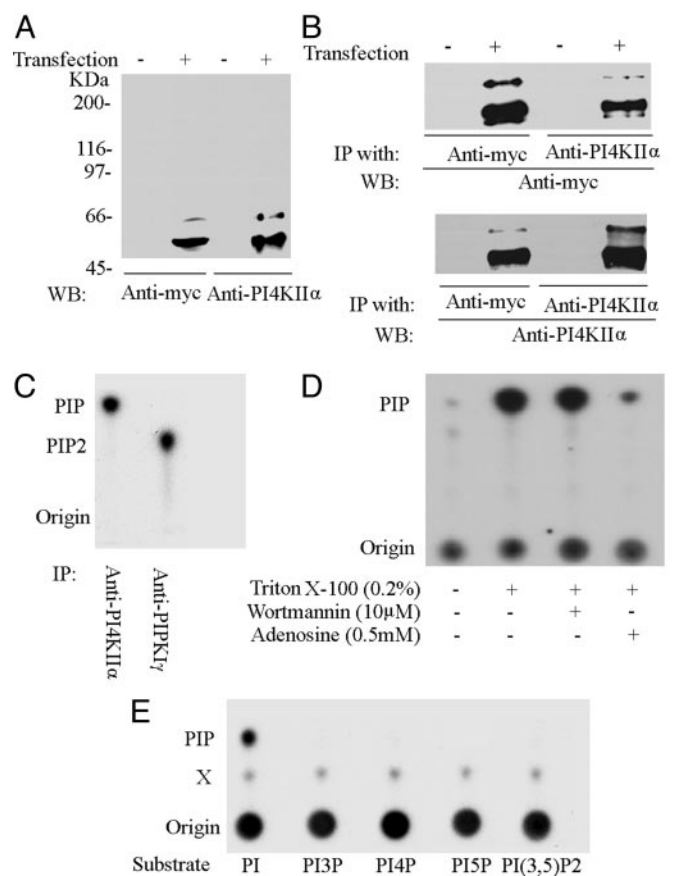 A
Transfection - + - +
KDa
200-
116-
97-
66-
45-
WB: Anti-myc Anti-PI4KIIα
B
Transfection - + - +
IP with: Anti-myc Anti-PI4KIIα
WB: Anti-myc
IP with: Anti-myc Anti-PI4KIIα
WB: Anti-PI4KIIα
C
PIP
PIP2
Origin
IP: Anti-PI4KIIα Anti-PIPKIγ
D
PIP
Origin
Triton X-100 (0.2%) - + + +
Wortmannin (10µM) - - + -
Adenosine (0.5mM) - - - +
E
PIP
X
Origin
Substrate PI PI3P PI4P PI5P PI(3,5)P2